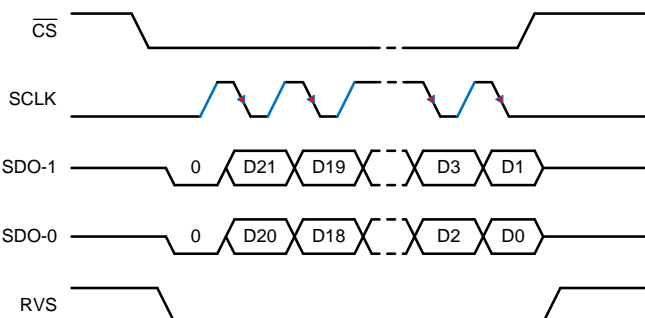 CS
SCLK
SDO-1 0 D21 D19 D3 D1
SDO-0 0 D20 D18 D2 D0
RVS